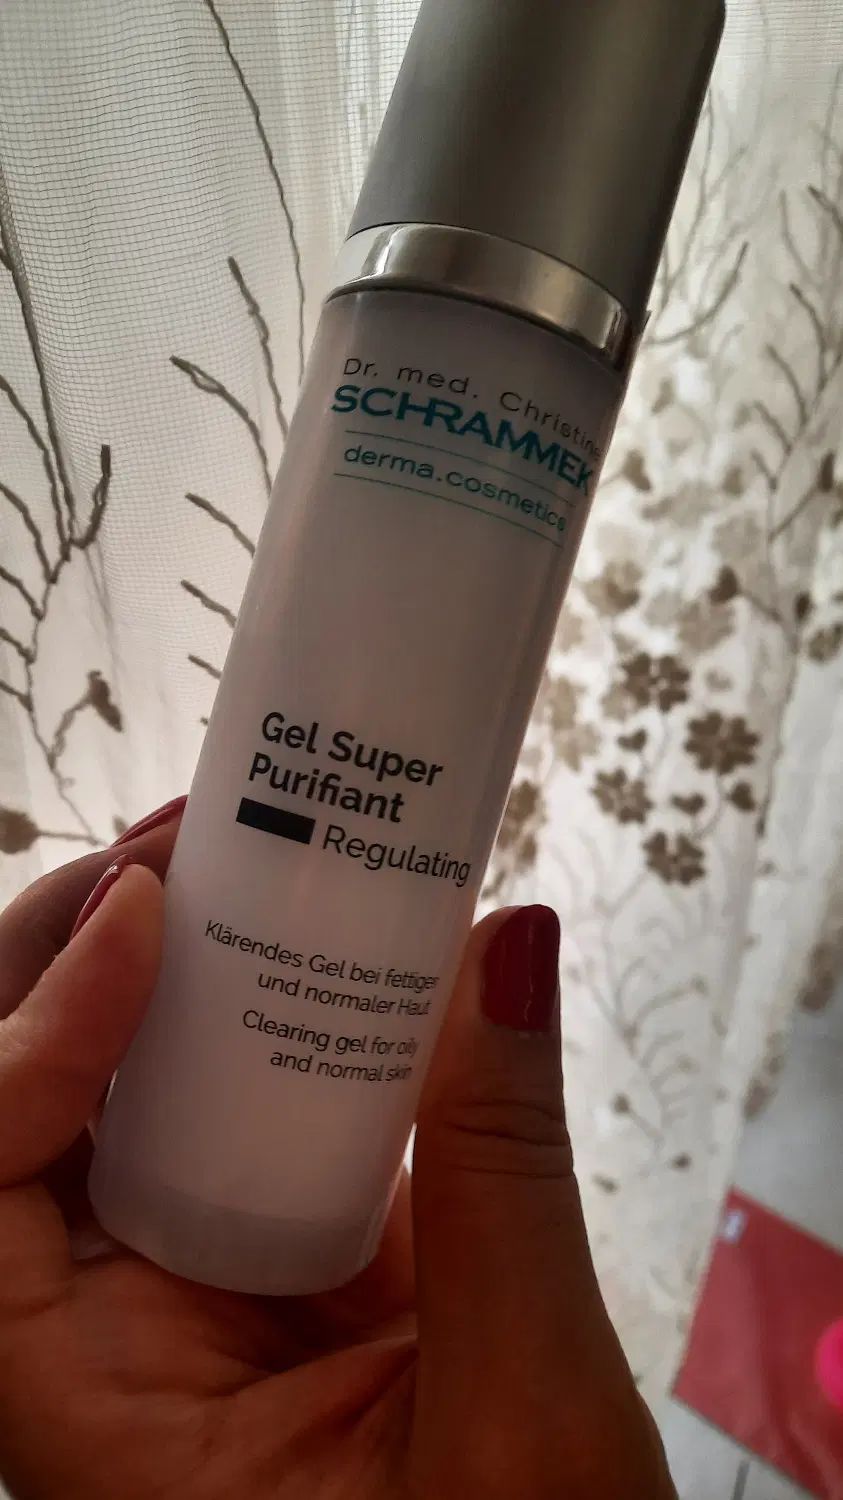 Dr. med. Christine
SCHRAMMEK
derma.cosmetics
Gel Super
Purifiant
Regulating
Klärendes Gel bei fettiger
und normaler Haut
Clearing gel for oily
and normal skin